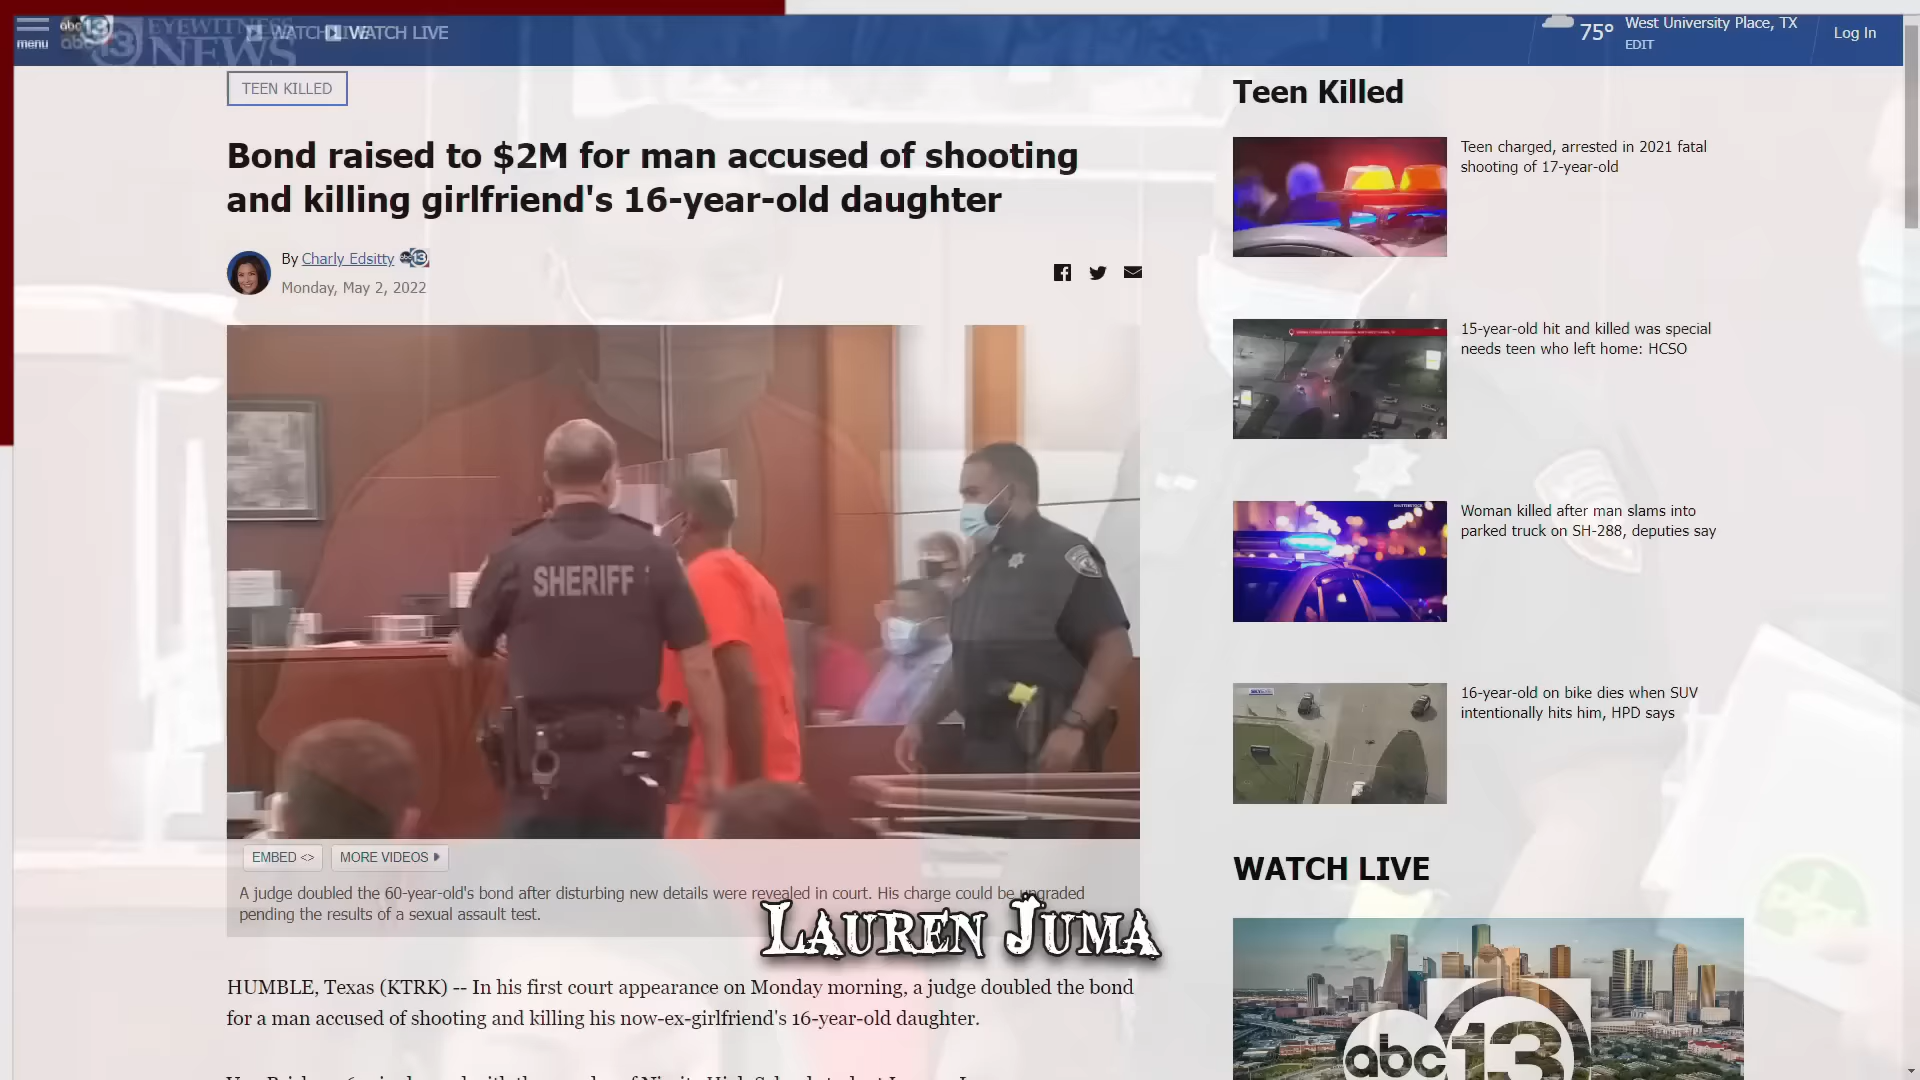 menu
abc 13
EYEWITNESS
NEWS
WATCH LIVE
WATCH LIVE
75°
West University Place, TX
EDIT
Log In
TEEN KILLED
Bond raised to $2M for man accused of shooting
and killing girlfriend's 16-year-old daughter
By Charly Edsitty abc13
Monday, May 2, 2022
SHERIFF
EMBED <>
MORE VIDEOS
A judge doubled the 60-year-old's bond after disturbing new details were revealed in court. His charge could be upgraded
pending the results of a sexual assault test.
LAUREN JUMA
HUMBLE, Texas (KTRK) -- In his first court appearance on Monday morning, a judge doubled the bond
for a man accused of shooting and killing his now-ex-girlfriend's 16-year-old daughter.
Teen Killed
Teen charged, arrested in 2021 fatal
shooting of 17-year-old
15-year-old hit and killed was special
needs teen who left home: HCSO
Woman killed after man slams into
parked truck on SH-288, deputies say
16-year-old on bike dies when SUV
intentionally hits him, HPD says
WATCH LIVE
abc13